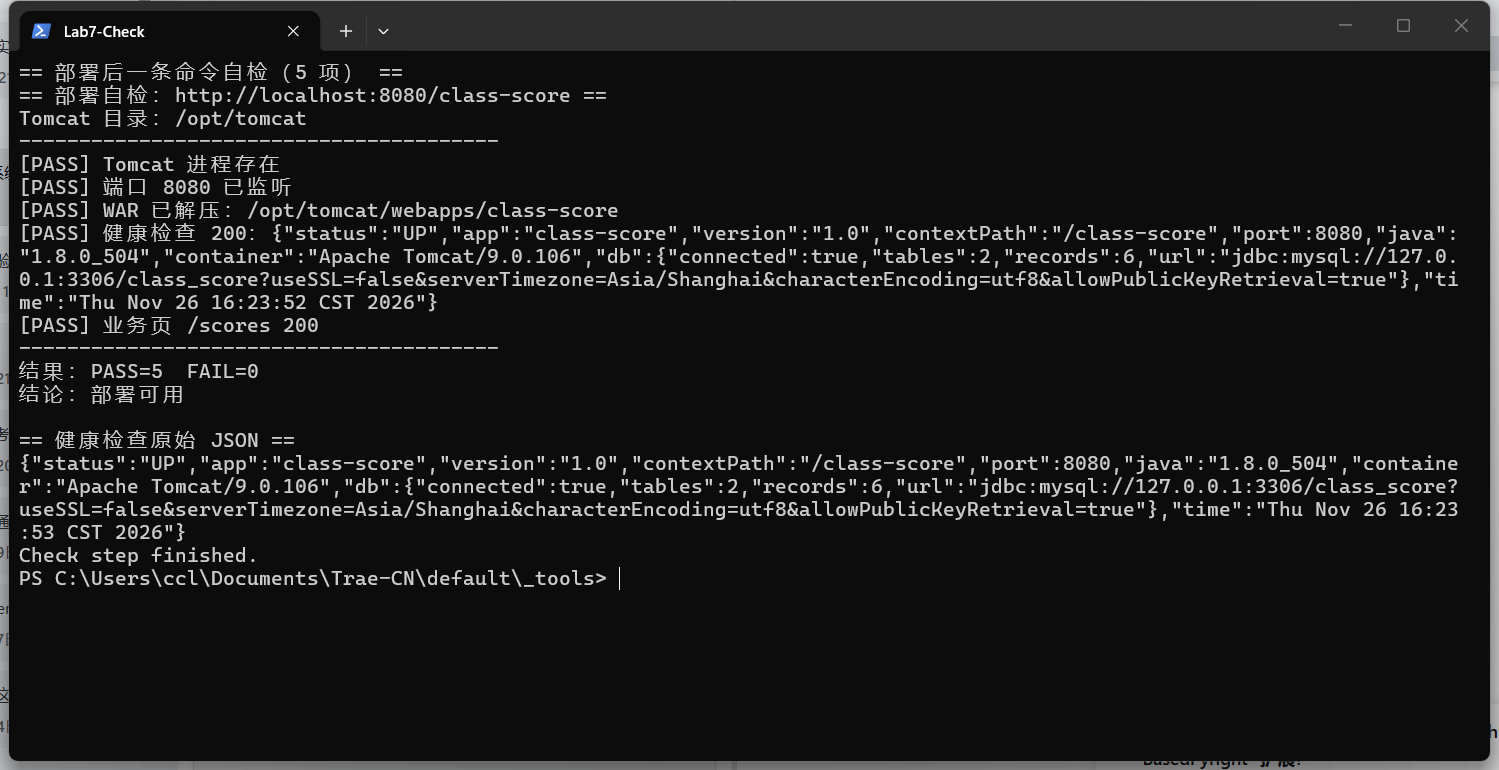 Lab7-Check
== 部署后一条命令自检（5 项） ==
== 部署自检: http://localhost:8080/class-score ==
Tomcat 目录: /opt/tomcat
----------------------------------------
[PASS] Tomcat 进程存在
[PASS] 端口 8080 已监听
[PASS] WAR 已解压: /opt/tomcat/webapps/class-score
[PASS] 健康检查 200: {"status":"UP","app":"class-score","version":"1.0","contextPath":"/class-score","port":8080,"java":
"1.8.0_504","container":"Apache Tomcat/9.0.106","db":{"connected":true,"tables":2,"records":6,"url":"jdbc:mysql://127.0.
0.1:3306/class_score?useSSL=false&serverTimezone=Asia/Shanghai&characterEncoding=utf8&allowPublicKeyRetrieval=true"},"ti
me":"Thu Nov 26 16:23:52 CST 2026"}
[PASS] 业务页 /scores 200
----------------------------------------
结果: PASS=5  FAIL=0
结论: 部署可用
== 健康检查原始 JSON ==
{"status":"UP","app":"class-score","version":"1.0","contextPath":"/class-score","port":8080,"java":"1.8.0_504","containe
r":"Apache Tomcat/9.0.106","db":{"connected":true,"tables":2,"records":6,"url":"jdbc:mysql://127.0.0.1:3306/class_score?
useSSL=false&serverTimezone=Asia/Shanghai&characterEncoding=utf8&allowPublicKeyRetrieval=true"},"time":"Thu Nov 26 16:23
:53 CST 2026"}
Check step finished.
PS C:\Users\ccl\Documents\Trae-CN\default\_tools>